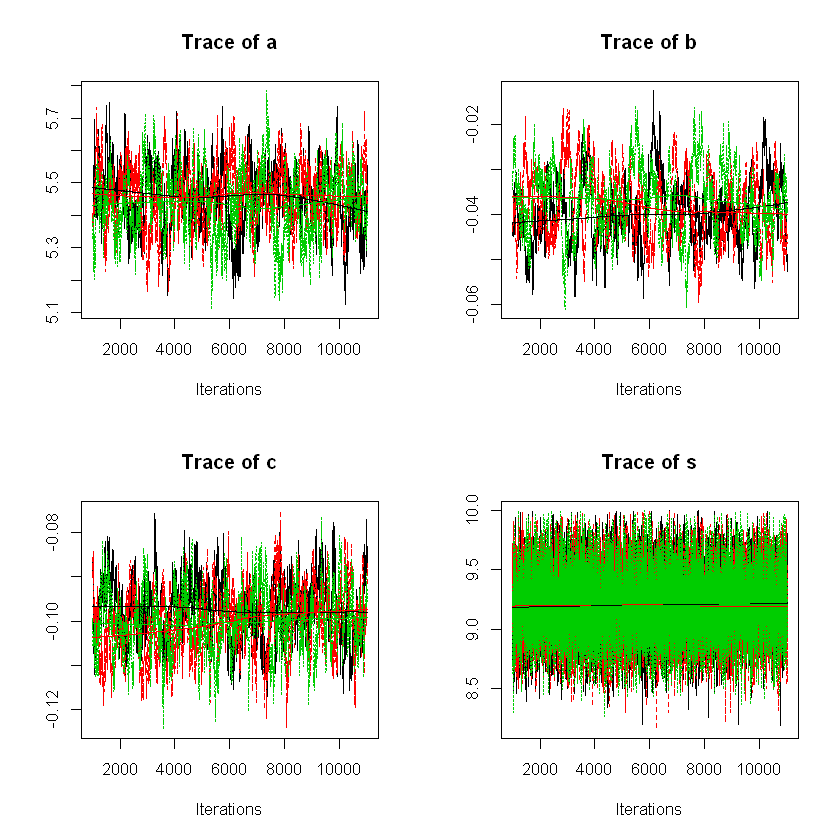 Trace of a
5.7
5.5
5.3
5.1
2000 4000 6000 8000 10000
Iterations
Trace of b
-0.02
-0.04
-0.06
2000 4000 6000 8000 10000
Iterations
Trace of c
-0.08
-0.10
-0.12
2000 4000 6000 8000 10000
Iterations
Trace of s
10.0
9.5
9.0
8.5
2000 4000 6000 8000 10000
Iterations